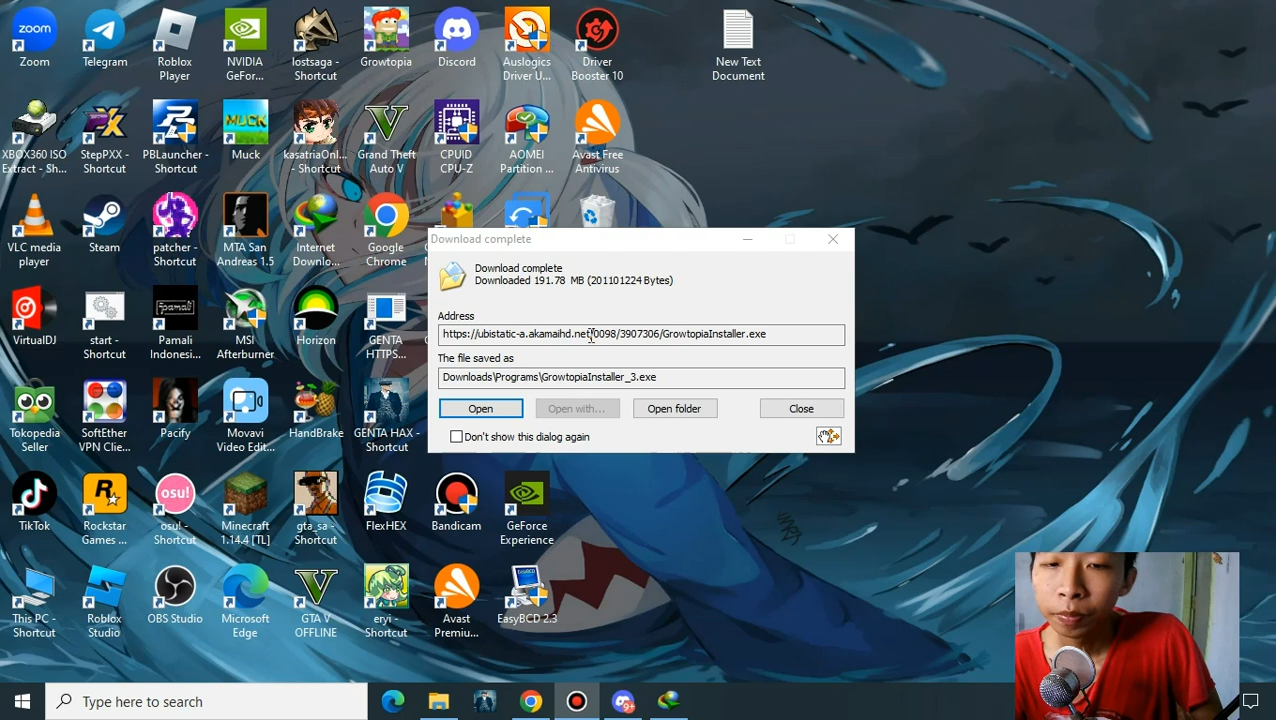 zoom
Zoom
Telegram
Roblox
Player
NVIDIA
GeFor...
lostsaga -
Shortcut
Growtopia
Discord
Auslogics
Driver U...
Driver
Booster 10
New Text
Document
XBOX360 ISO
Extract - Sh...
StepPXX -
Shortcut
PBLauncher -
Shortcut
MUCK
Muck
kasatriaOnl...
- Shortcut
Grand Theft
Auto V
CPUID
CPU-Z
AOMEI
Partition ...
Avast Free
Antivirus
VLC media
player
Steam
patcher -
Shortcut
MTA San
Andreas 1.5
Internet
Downlo...
Google
Chrome
Download complete
Download complete
Downloaded 191.78 MB (201101224 Bytes)
Address
https://ubistatic-a.akamaihd.net/0098/3907306/GrowtopiaInstaller.exe
The file saved as
Downloads\Programs\GrowtopiaInstaller_3.exe
Open
Open with...
Open folder
Close
Don't show this dialog again
VirtualDJ
start -
Shortcut
Pamali
Indonesi...
MSI
Afterburner
Horizon
GENTA
HTTPS...
Tokopedia
Seller
SoftEther
VPN Clie...
Pacify
Movavi
Video Edit...
HandBrake
GENTA HAX -
Shortcut
TikTok
Rockstar
Games ...
osu!
osu! -
Shortcut
Minecraft
1.14.4 [TL]
gta_sa -
Shortcut
FlexHEX
Bandicam
GeForce
Experience
This PC -
Shortcut
Roblox
Studio
OBS Studio
Microsoft
Edge
GTA V
OFFLINE
eryi -
Shortcut
Avast
Premiu...
EasyBCD 2.3
Type here to search
9+